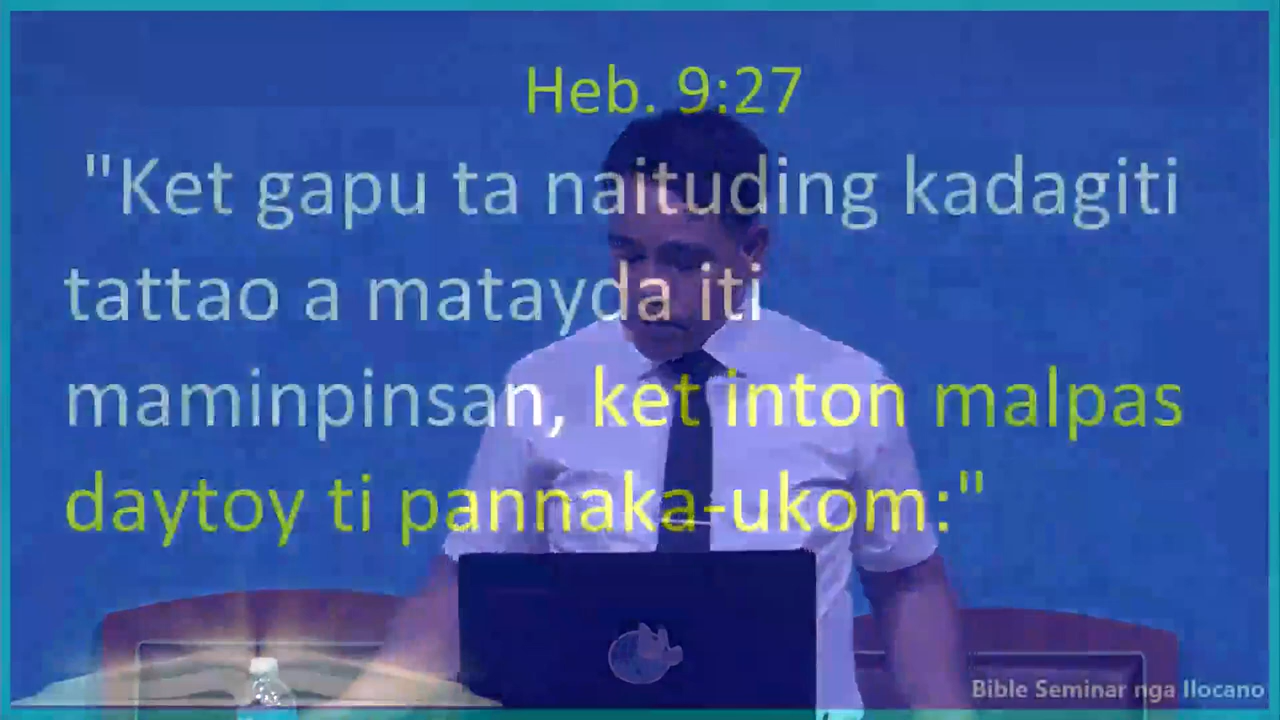 Heb. 9:27
"Ket gapu ta naituding kadagiti
tattao a matayda iti
maminpinsan, ket inton malpas
daytoy ti pannaka-ukom:"
Bible Seminar nga Ilocano